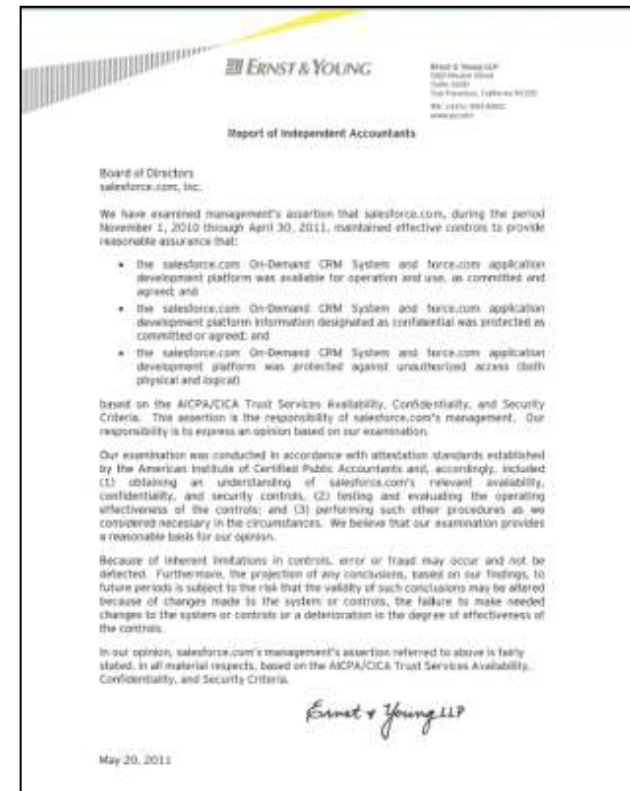 ERNST & YOUNG
Ernst & Young LLP
Report of Independent Accountants
Board of Directors
salesforce.com, Inc.
We have examined management's assertion that salesforce.com, during the period
November 1, 2010 through April 30, 2011, maintained effective controls to provide
reasonable assurance that:
• the salesforce.com On-Demand CRM System and force.com application
development platform was available for operation and use, as committed and
agreed; and
• the salesforce.com On-Demand CRM System and force.com application
development platform information designated as confidential was protected as
committed or agreed; and
• the salesforce.com On-Demand CRM System and force.com application
development platform was protected against unauthorized access (both
physical and logical)
based on the AICPA/CICA Trust Services Availability, Confidentiality, and Security
Criteria. This assertion is the responsibility of salesforce.com's management. Our
responsibility is to express an opinion based on our examination.
Our examination was conducted in accordance with attestation standards established
by the American Institute of Certified Public Accountants and, accordingly, included
(1) obtaining an understanding of salesforce.com's relevant availability,
confidentiality, and security controls, (2) testing and evaluating the operating
effectiveness of the controls; and (3) performing such other procedures as we
considered necessary in the circumstances. We believe that our examination provides
a reasonable basis for our opinion.
Because of inherent limitations in controls, error or fraud may occur and not be
detected. Furthermore, the projection of any conclusions, based on our findings, to
future periods is subject to the risk that the validity of such conclusions may be altered
because of changes made to the system or controls, the failure to make needed
changes to the system or controls or a deterioration in the degree of effectiveness of
the controls.
In our opinion, salesforce.com's management's assertion referred to above is fairly
stated, in all material respects, based on the AICPA/CICA Trust Services Availability,
Confidentiality, and Security Criteria.
Ernst & Young LLP
May 20, 2011